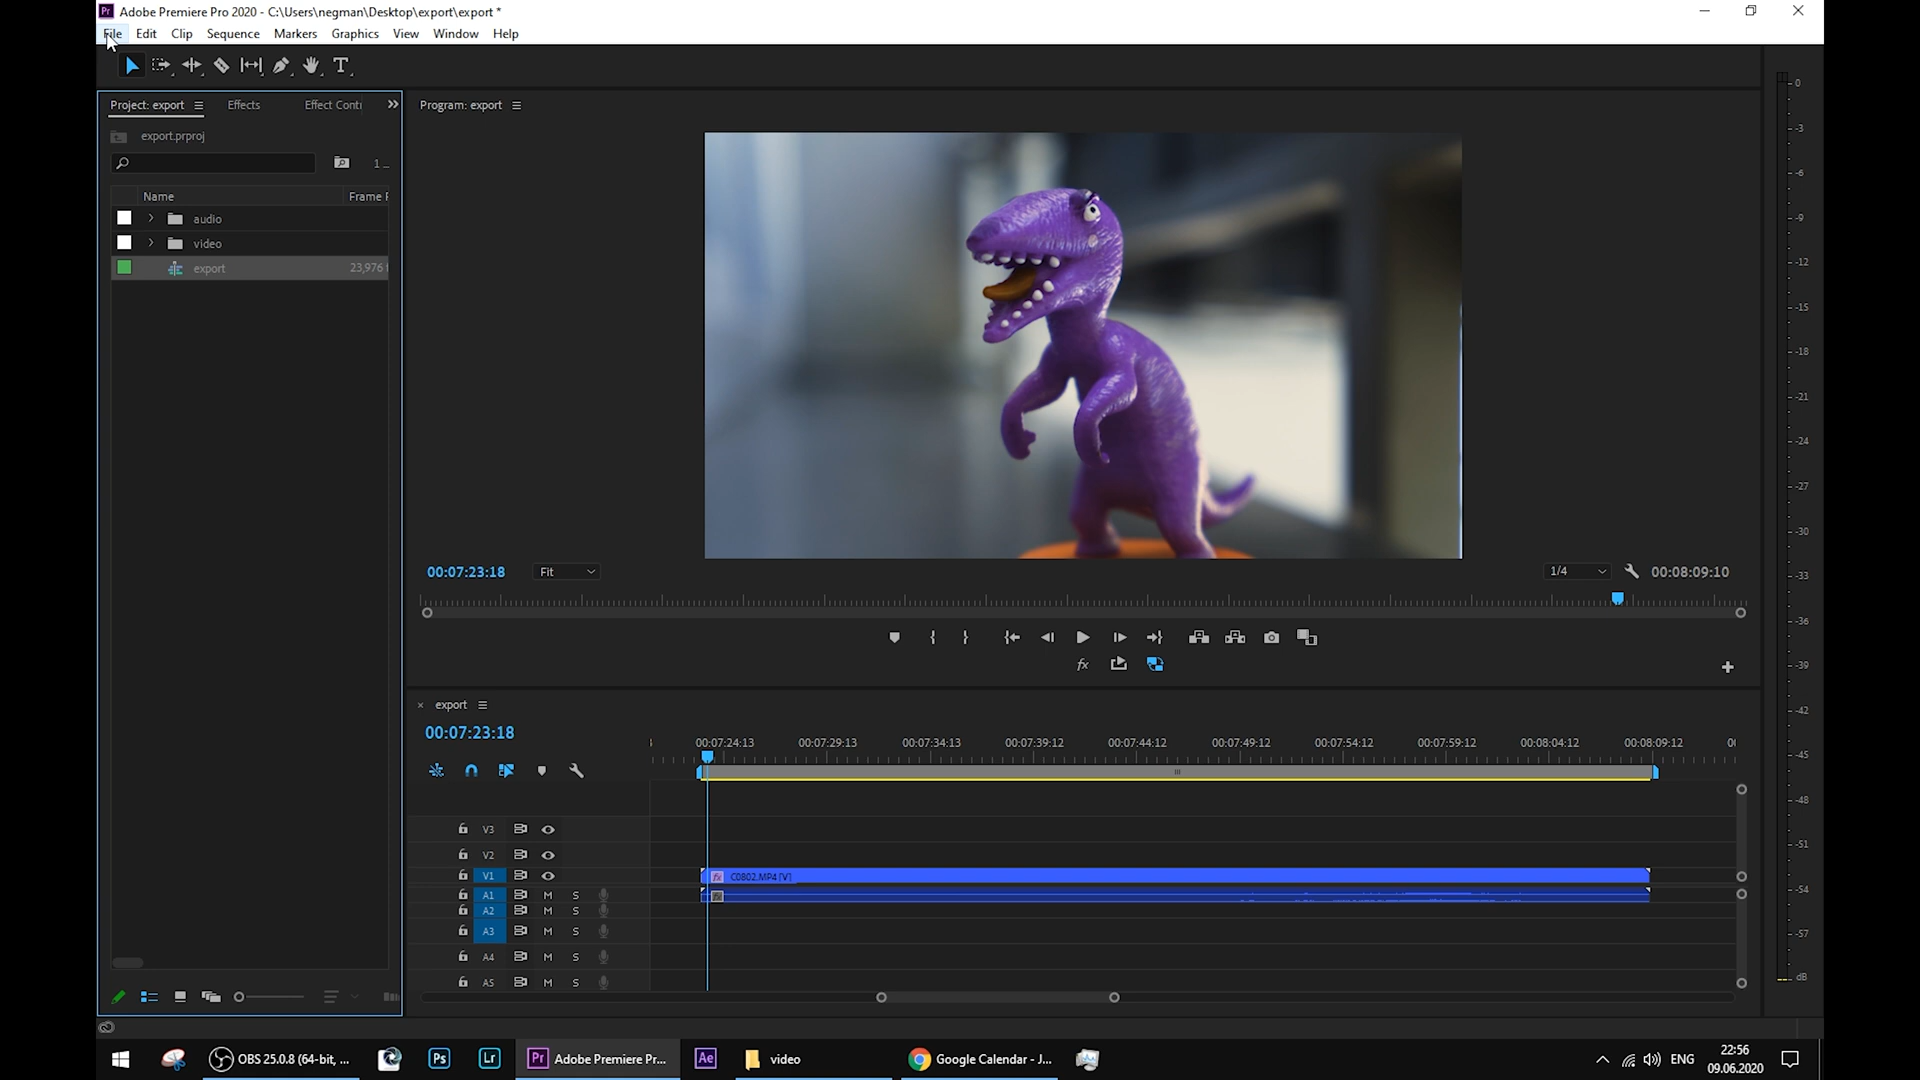 Pr Adobe Premiere Pro 2020 - C:\Users\negman\Desktop\export\export *
File Edit Clip Sequence Markers Graphics View Window Help
T
Project: export Effects Effect Contr
Program: export
export.prproj
1 ...
Name Frame F
audio
video
export 23,976 f
00:07:23:18 Fit 1/4 00:08:09:10
fx
export
00:07:23:18
00:07:24:13 00:07:29:13 00:07:34:13 00:07:39:12 00:07:44:12 00:07:49:12 00:07:54:12 00:07:59:12 00:08:04:12 00:08:09:12 00
V3
V2
V1 fx C0802.MP4 [V]
A1 M S fx
A2 M S
A3 M S
A4 M S
A5 M S
0
-3
-6
-9
-12
-15
-18
-21
-24
-27
-30
-33
-36
-39
-42
-45
-48
-51
-54
-57
dB
OBS 25.0.8 (64-bit, ... Ps Lr Pr Adobe Premiere Pr... Ae video Google Calendar - J... ENG 22:56
09.06.2020